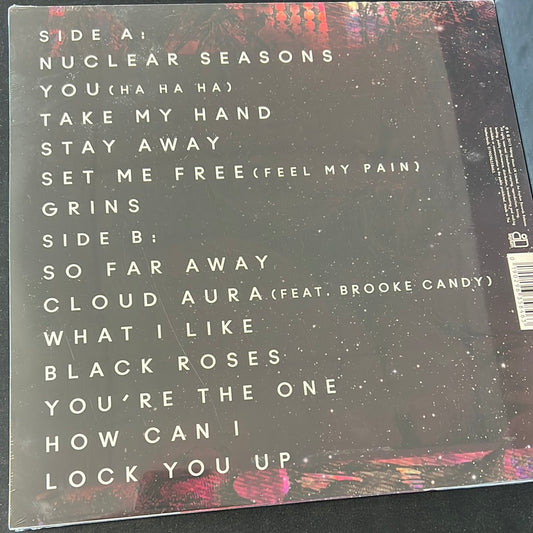 SIDE A:
NUCLEAR SEASONS
YOU (HA HA HA)
TAKE MY HAND
STAY AWAY
SET ME FREE (FEEL MY PAIN)
GRINS
SIDE B:
SO FAR AWAY
CLOUD AURA (FEAT. BROOKE CANDY)
WHAT I LIKE
BLACK ROSES
YOU'RE THE ONE
HOW CAN I
LOCK YOU UP